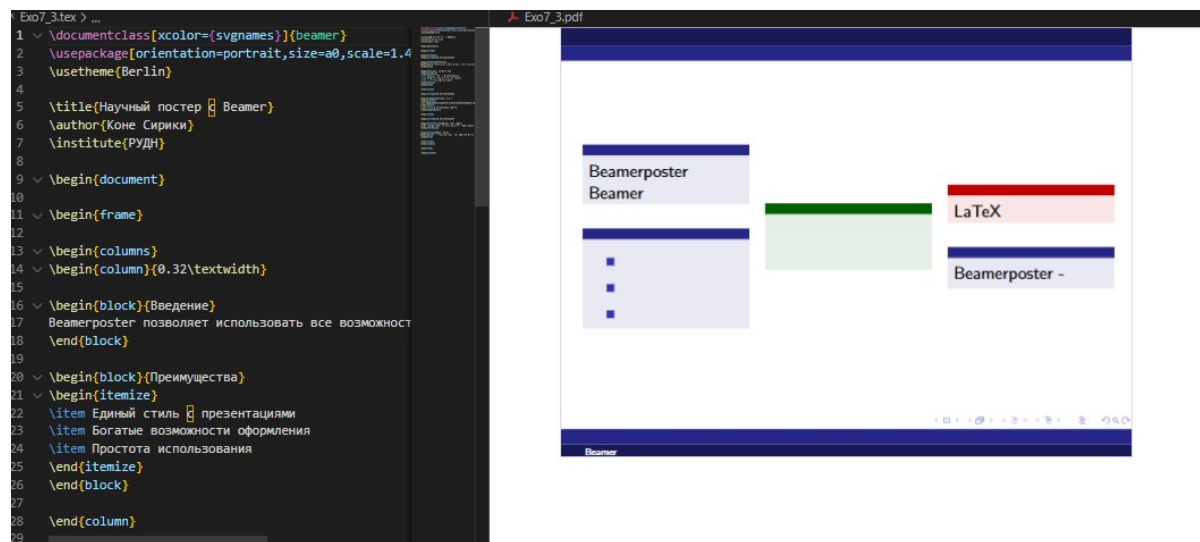 Exo7_3.tex > ...
1 \documentclass[xcolor={svgnames}]{beamer}
2 \usepackage[orientation=portrait,size=a0,scale=1.4
3 \usetheme{Berlin}
4
5 \title{Научный постер с Beamer}
6 \author{Коне Сирики}
7 \institute{РУДН}
8
9 \begin{document}
10
11 \begin{frame}
12
13 \begin{columns}
14 \begin{column}{0.32\textwidth}
15
16 \begin{block}{Введение}
17 Beamerposter позволяет использовать все возможност
18 \end{block}
19
20 \begin{block}{Преимущества}
21 \begin{itemize}
22 \item Единый стиль с презентациями
23 \item Богатые возможности оформления
24 \item Простота использования
25 \end{itemize}
26 \end{block}
27
28 \end{column}
29
Exo7_3.pdf
Beamerposter
Beamer
LaTeX
Beamerposter -
Beamer